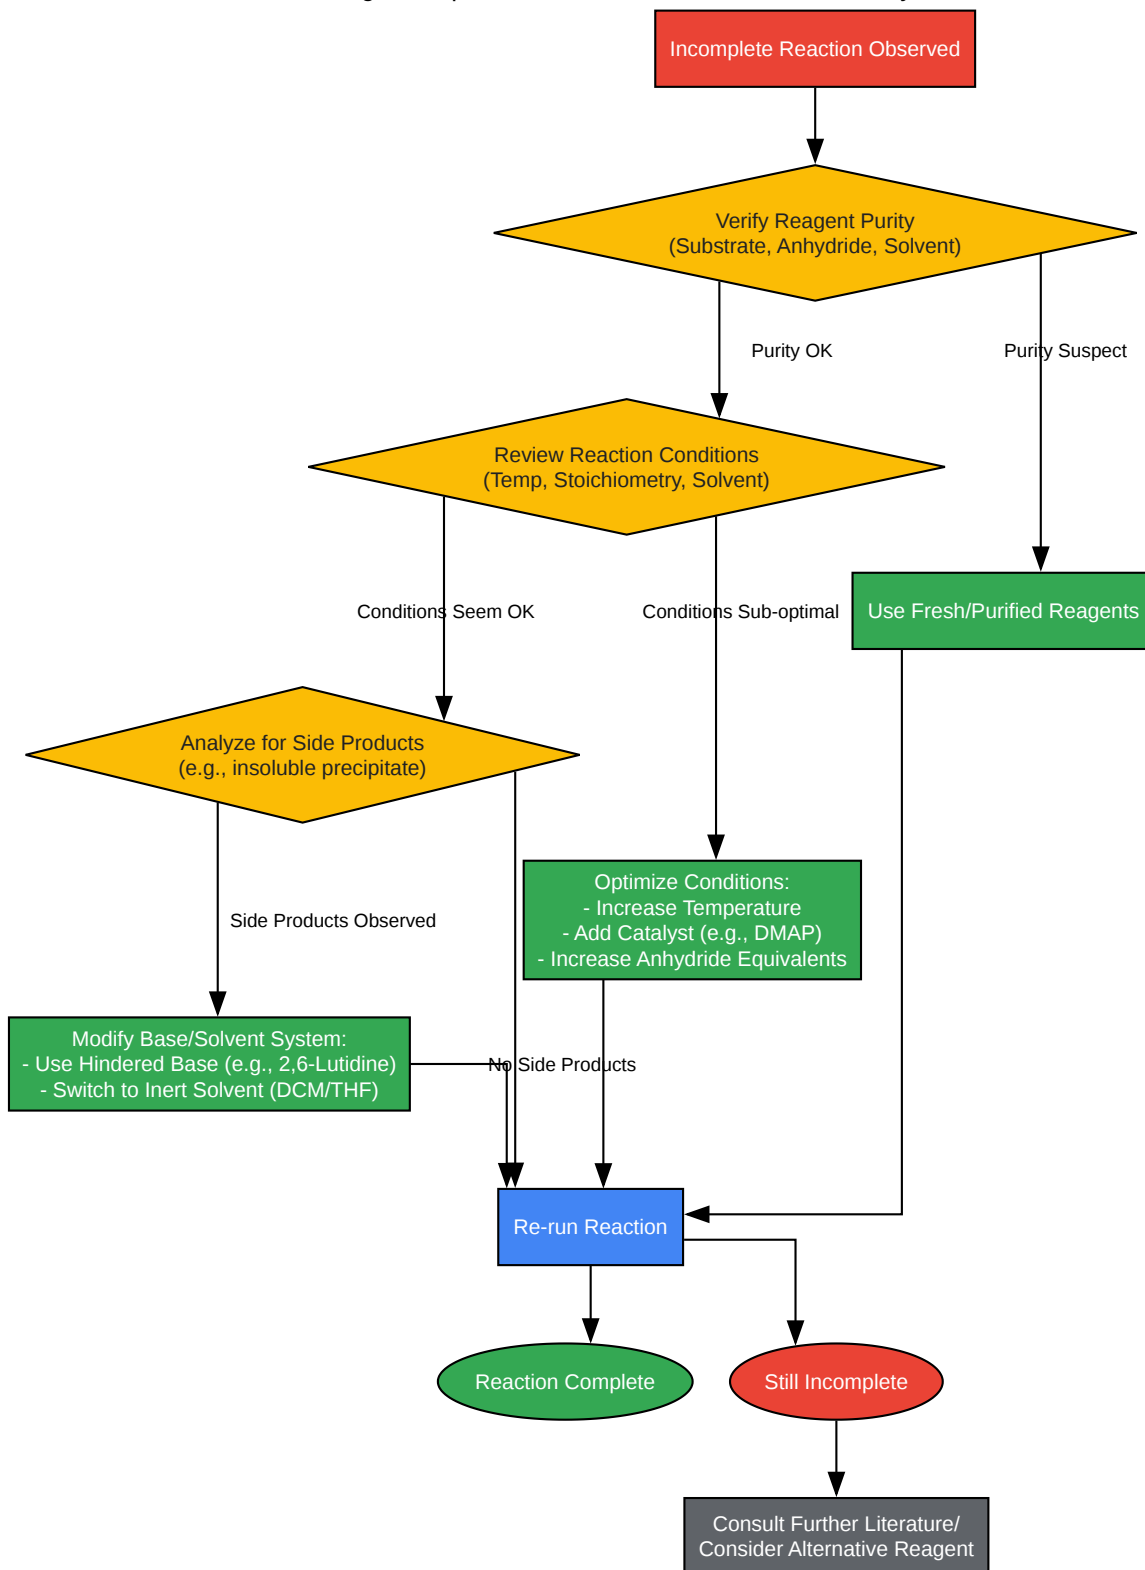 Incomplete Reaction Observed
Verify Reagent Purity
(Substrate, Anhydride, Solvent)
Purity OK
Purity Suspect
Review Reaction Conditions
(Temp, Stoichiometry, Solvent)
Conditions Seem OK
Conditions Sub-optimal
Use Fresh/Purified Reagents
Analyze for Side Products
(e.g., insoluble precipitate)
Side Products Observed
Optimize Conditions:
- Increase Temperature
- Add Catalyst (e.g., DMAP)
- Increase Anhydride Equivalents
Modify Base/Solvent System:
- Use Hindered Base (e.g., 2,6-Lutidine)
- Switch to Inert Solvent (DCM/THF)
No Side Products
Re-run Reaction
Reaction Complete
Still Incomplete
Consult Further Literature/
Consider Alternative Reagent